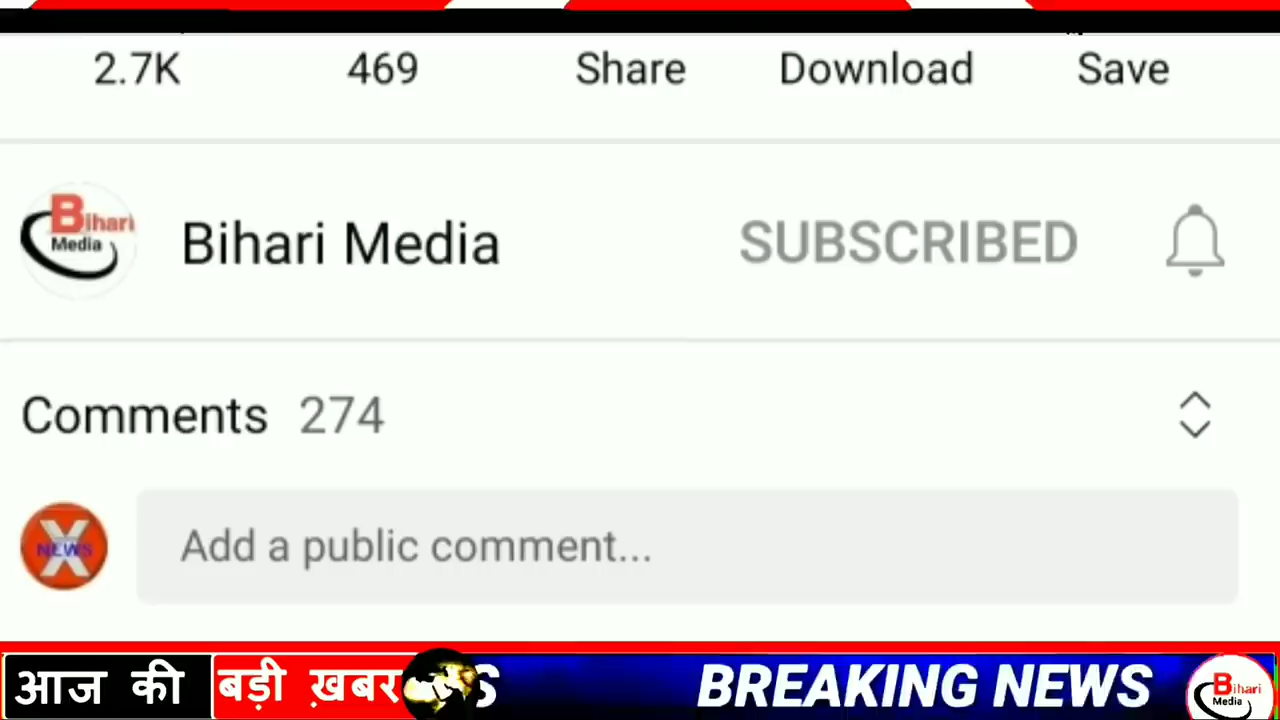 2.7K 469 Share Download Save
Bihari Media
Bihari Media SUBSCRIBED
Comments 274
X NEWS
Add a public comment...
आज की बड़ी ख़बर S BREAKING NEWS
Bihari Media